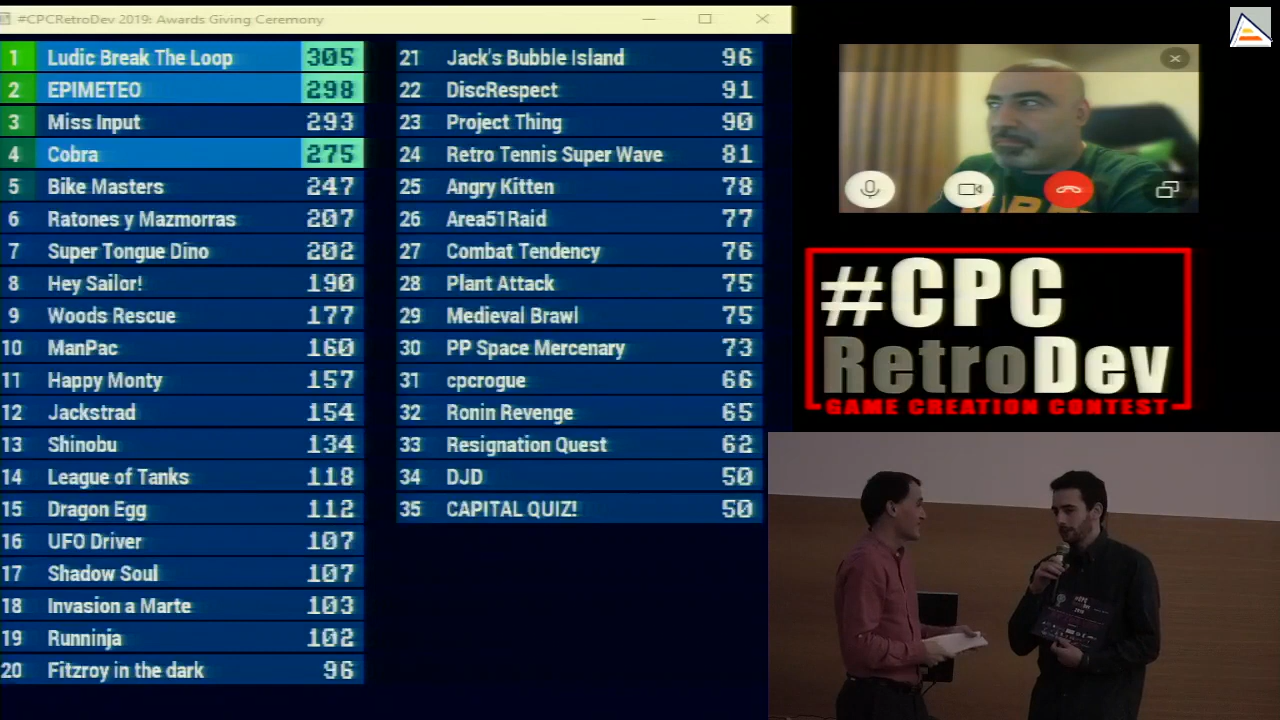 #CPCRetroDev 2019: Awards Giving Ceremony
1 Ludic Break The Loop 305
2 EPIMETEO 298
3 Miss Input 293
4 Cobra 275
5 Bike Masters 247
6 Ratones y Mazmorras 207
7 Super Tongue Dino 202
8 Hey Sailor! 190
9 Woods Rescue 177
10 ManPac 160
11 Happy Monty 157
12 Jackstrad 154
13 Shinobu 134
14 League of Tanks 118
15 Dragon Egg 112
16 UFO Driver 107
17 Shadow Soul 107
18 Invasion a Marte 103
19 Runninja 102
20 Fitzroy in the dark 96
21 Jack's Bubble Island 96
22 DiscRespect 91
23 Project Thing 90
24 Retro Tennis Super Wave 81
25 Angry Kitten 78
26 Area51Raid 77
27 Combat Tendency 76
28 Plant Attack 75
29 Medieval Brawl 75
30 PP Space Mercenary 73
31 cpcrogue 66
32 Ronin Revenge 65
33 Resignation Quest 62
34 DJD 50
35 CAPITAL QUIZ! 50
#CPC
RetroDev
GAME CREATION CONTEST
#CPC